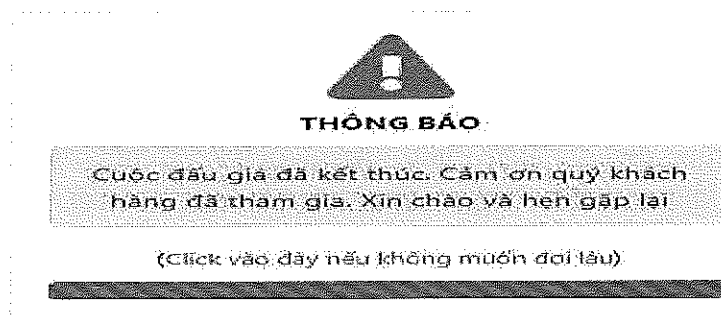 THÔNG BÁO
Cuộc đấu giá đã kết thúc. Cảm ơn quý khách
hàng đã tham gia. Xin chào và hẹn gặp lại
(Click vào đây nếu không muốn đợi lâu)